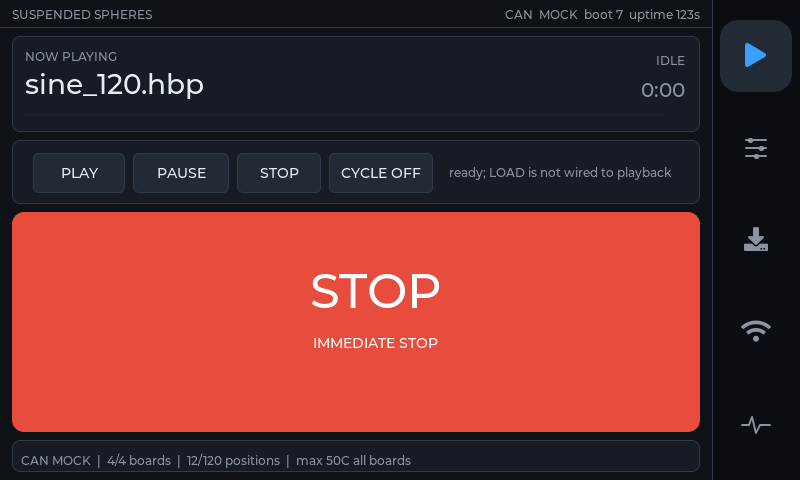 SUSPENDED SPHERES
CAN MOCK boot 7 uptime 123s
NOW PLAYING
IDLE
sine_120.hbp
0:00
PLAY
PAUSE
STOP
CYCLE OFF
ready; LOAD is not wired to playback
STOP
IMMEDIATE STOP
CAN MOCK | 4/4 boards | 12/120 positions | max 50C all boards